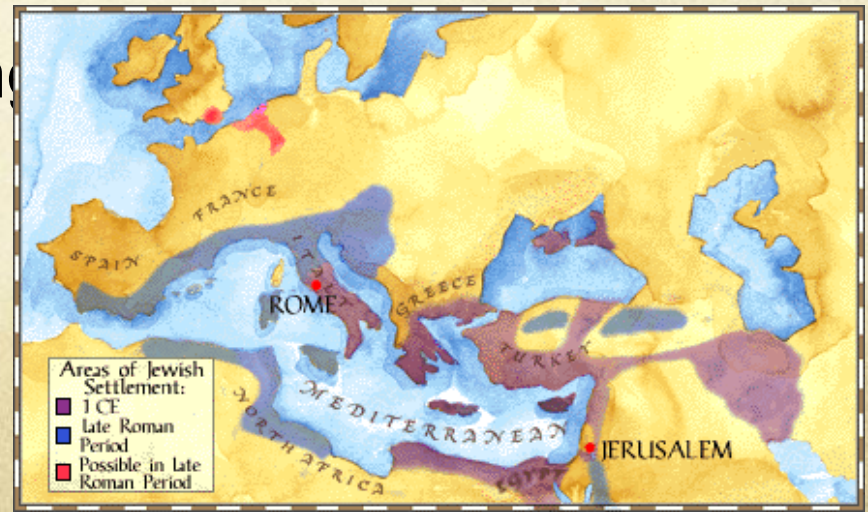 FRANCE
SPAIN
ITALY
ROME
GREECE
TURKEY
MEDITERRANEAN
NORTH AFRICA
EGYPT
JERUSALEM
Areas of Jewish
Settlement:
1 CE
late Roman
Period
Possible in late
Roman Period